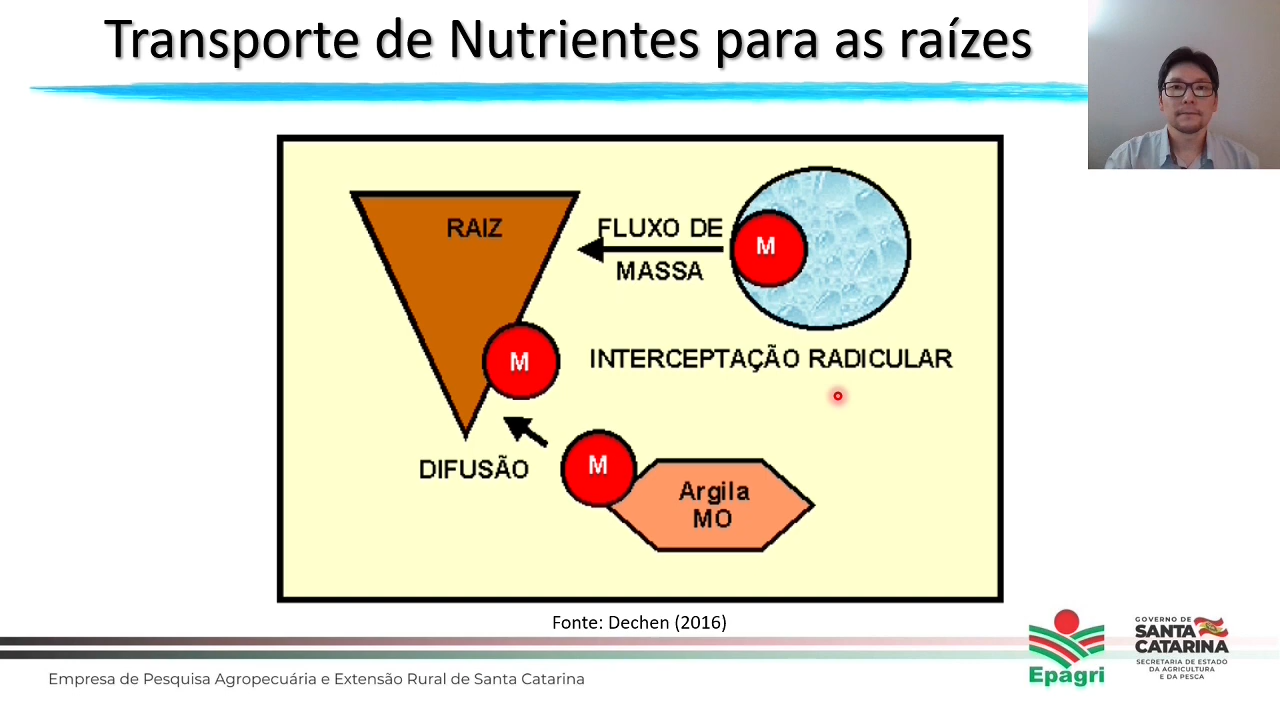 Transporte de Nutrientes para as raízes
RAIZ
FLUXO DE
MASSA
M
M
INTERCEPTAÇÃO RADICULAR
DIFUSÃO
M
Argila
MO
Fonte: Dechen (2016)
Empresa de Pesquisa Agropecuária e Extensão Rural de Santa Catarina
Epagri
GOVERNO DE
SANTA
CATARINA
SECRETARIA DE ESTADO
DA AGRICULTURA
E DA PESCA